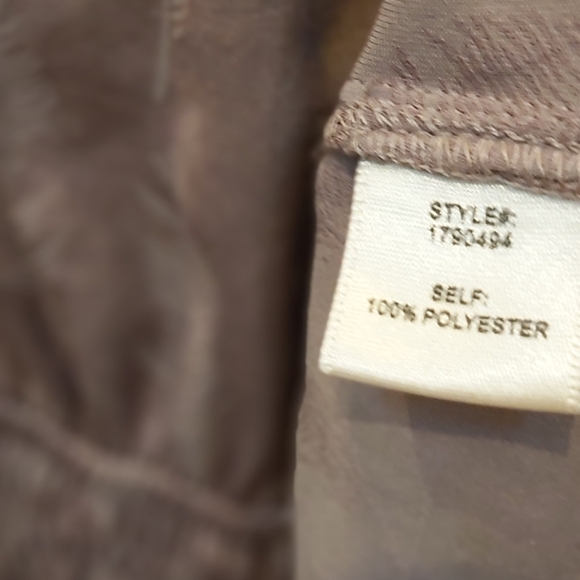 STYLE#:
1790494
SELF:
100% POLYESTER